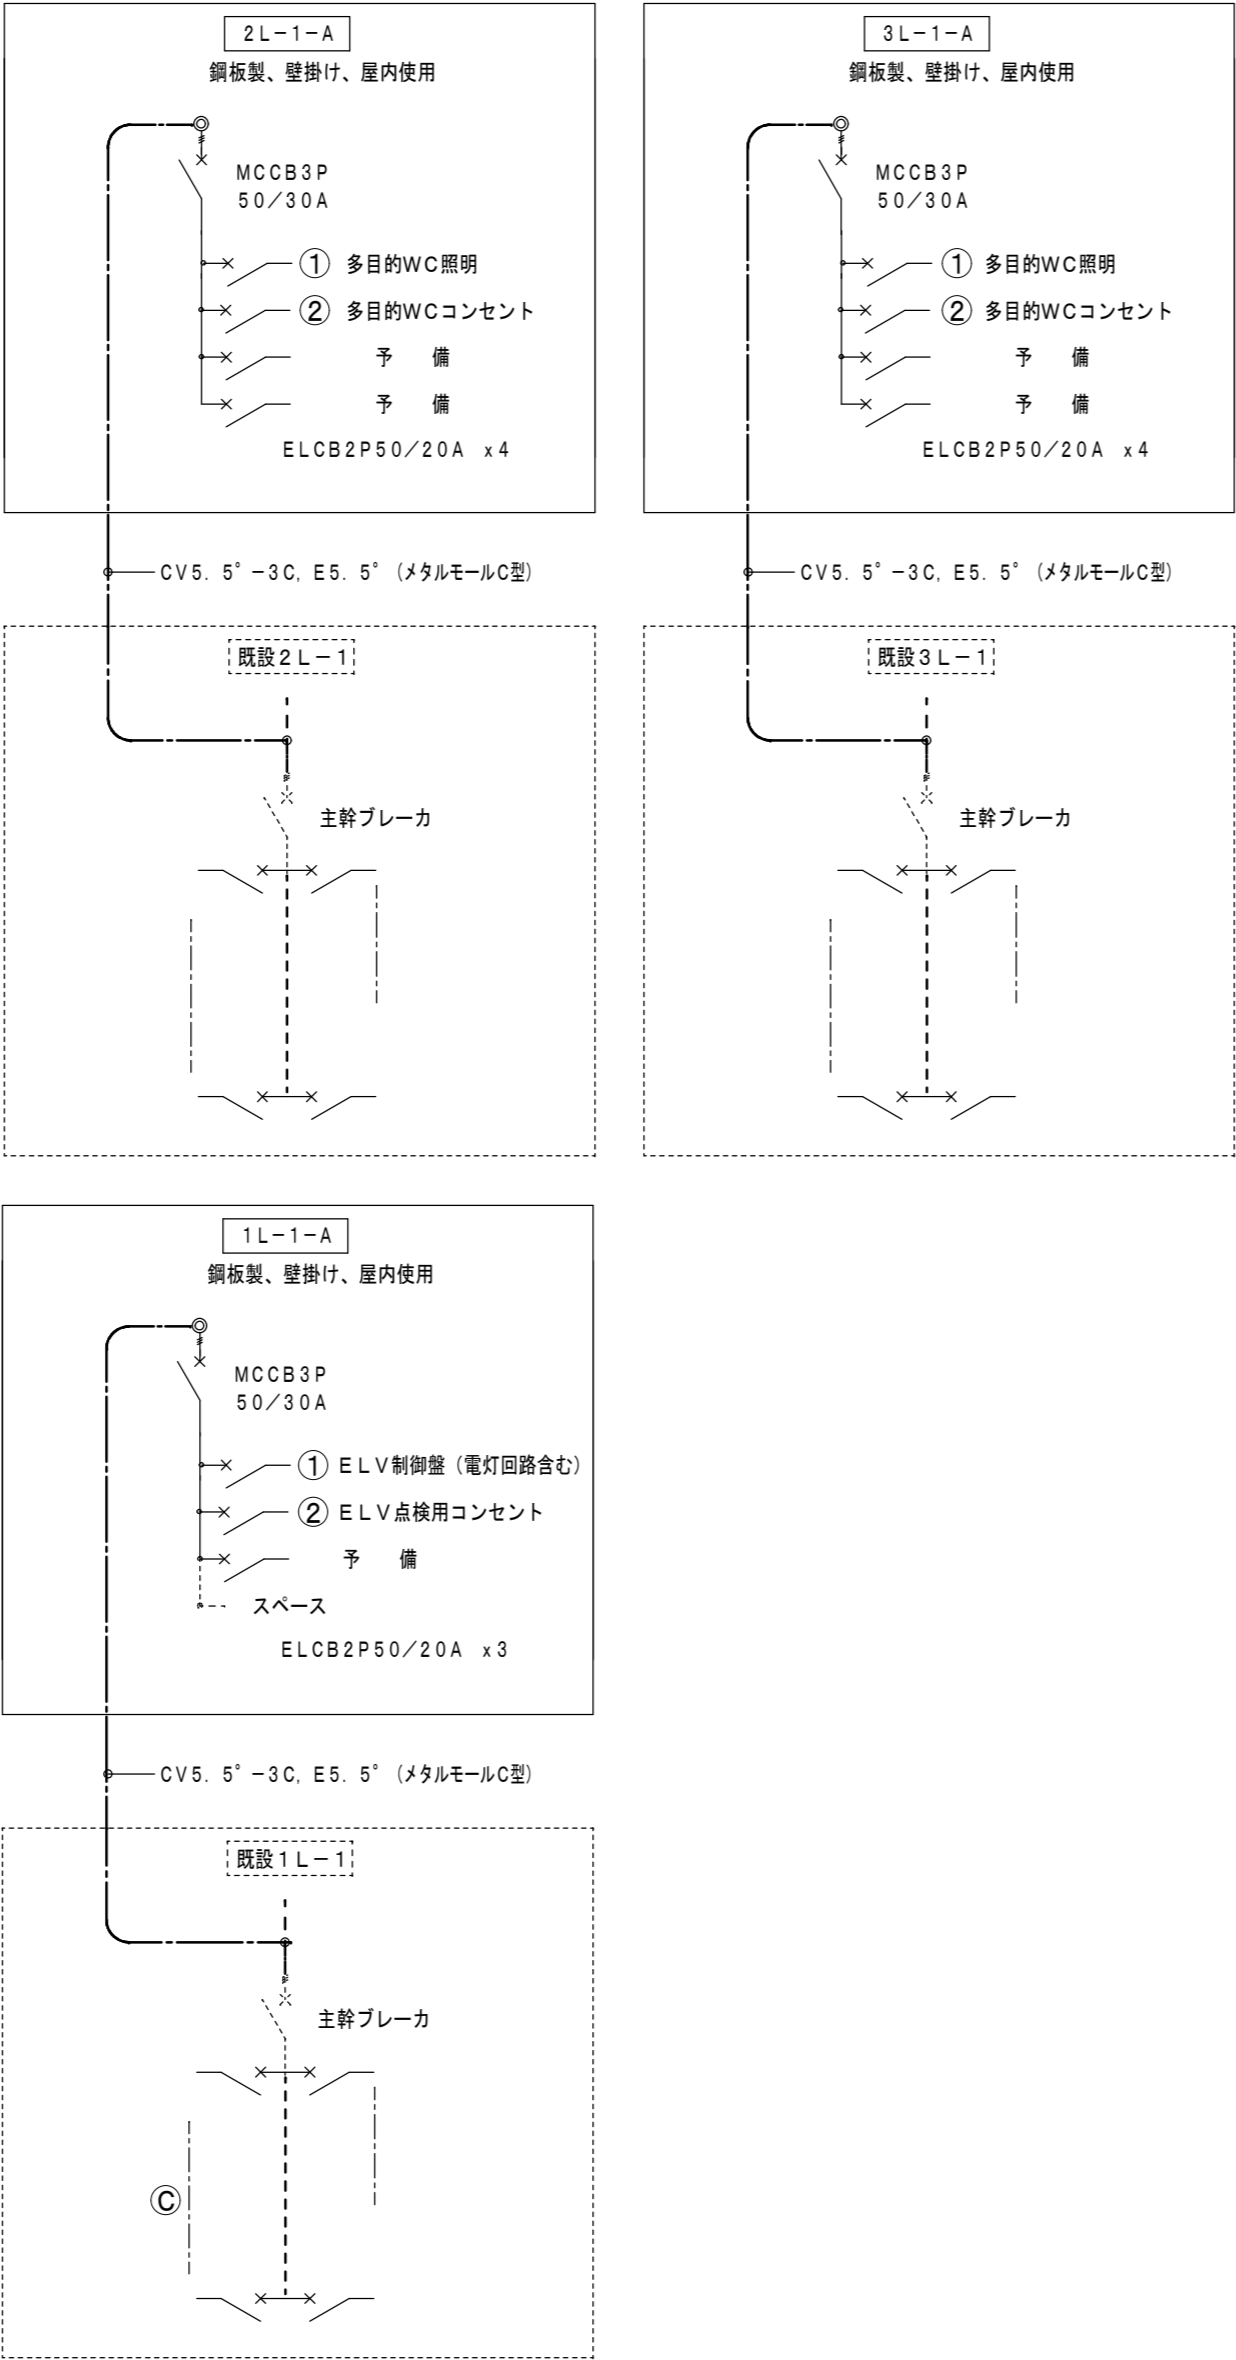 2L-1-A
鋼板製、壁掛け、屋内使用
MCCB3P
50/30A
① 多目的WC照明
② 多目的WCコンセント
予 備
予 備
ELCB2P50/20A x4
CV5.5°-3C, E5.5° (メタルモールC型)
既設2L-1
主幹ブレーカ
3L-1-A
鋼板製、壁掛け、屋内使用
MCCB3P
50/30A
① 多目的WC照明
② 多目的WCコンセント
予 備
予 備
ELCB2P50/20A x4
CV5.5°-3C, E5.5° (メタルモールC型)
既設3L-1
主幹ブレーカ
1L-1-A
鋼板製、壁掛け、屋内使用
MCCB3P
50/30A
① ELV制御盤(電灯回路含む)
② ELV点検用コンセント
予 備
スペース
ELCB2P50/20A x3
CV5.5°-3C, E5.5° (メタルモールC型)
既設1L-1
主幹ブレーカ
Ⓒ